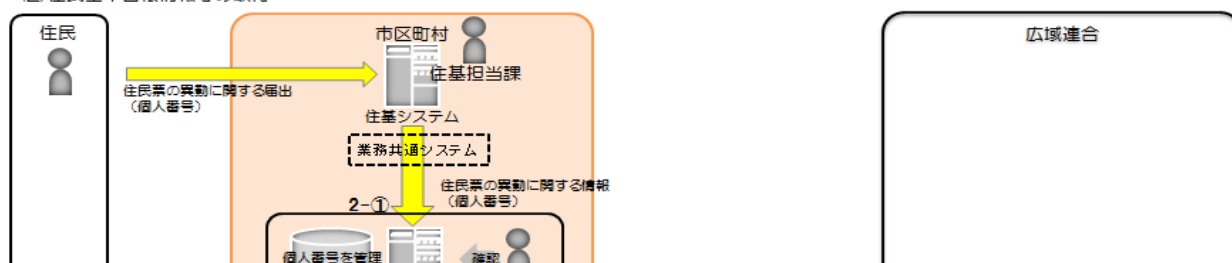 住民
市区町村
住基担当課
広域連合
住民票の異動に関する届出
（個人番号）
住基システム
業務共通システム
住民票の異動に関する情報
（個人番号）
2-①
個人番号を管理
確認